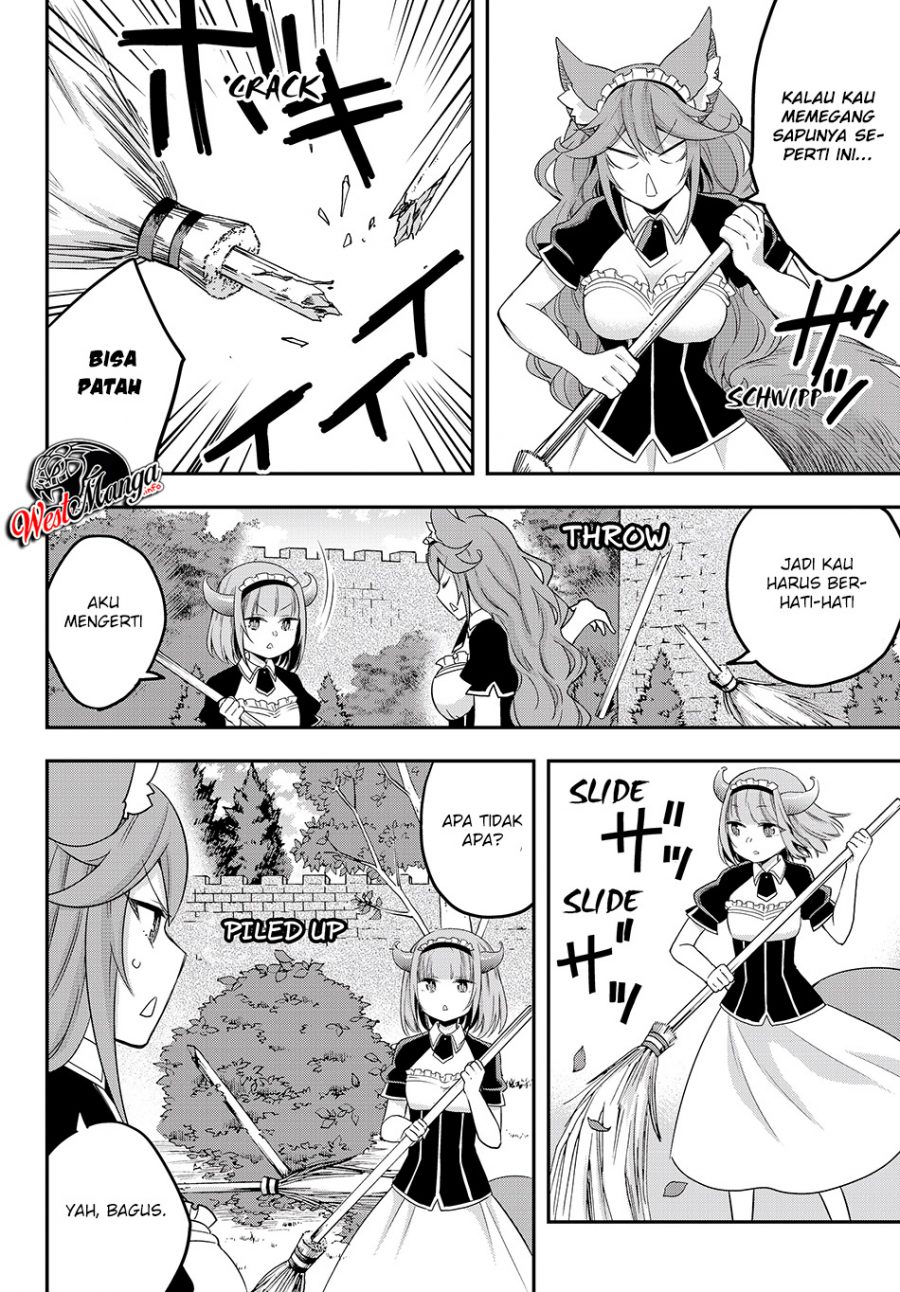 KALAU KAU
MEMEGANG
SAPUNYA SE-
PERTI INI...
SCHWIPP
ズッ
CRACK
ボキ
イイイ
BISA
PATAH
WestManga
.info
THROW
JADI KAU
HARUS BER-
HATI-HATI
AKU
MENGERTI
SLIDE
ザッ
SLIDE
ザッ
APA TIDAK
APA?
PILED UP
YAH, BAGUS.